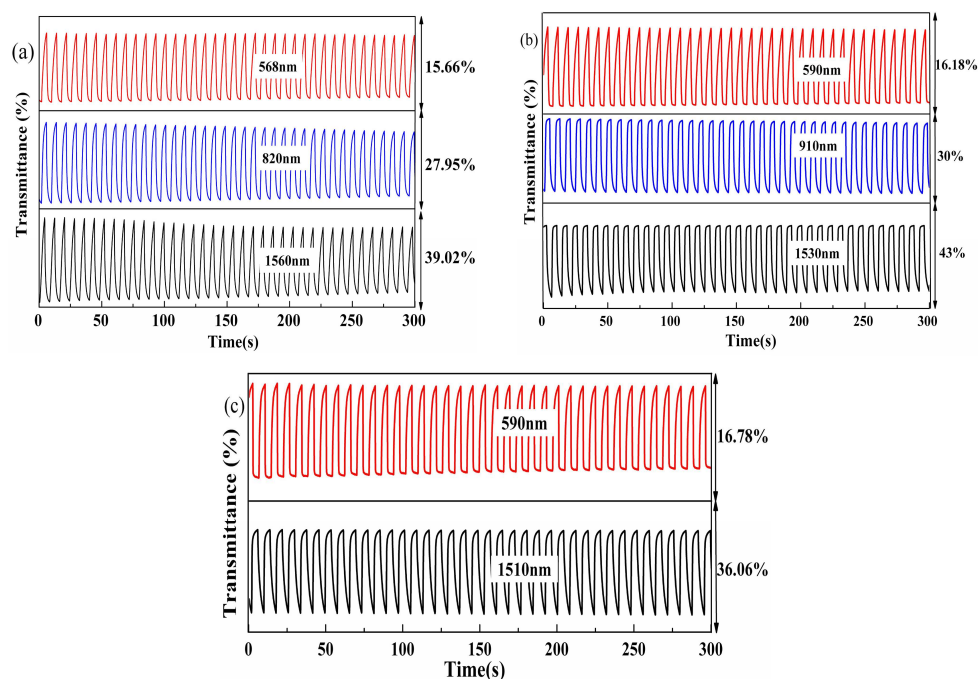 (a)
Transmittance (%)
568nm
15.66%
820nm
27.95%
1560nm
39.02%
0 50 100 150 200 250 300
Time(s)
(b)
Transmittance (%)
590nm
16.18%
910nm
30%
1530nm
43%
0 50 100 150 200 250 300
Time(s)
(c)
Transmittance (%)
590nm
16.78%
1510nm
36.06%
0 50 100 150 200 250 300
Time(s)